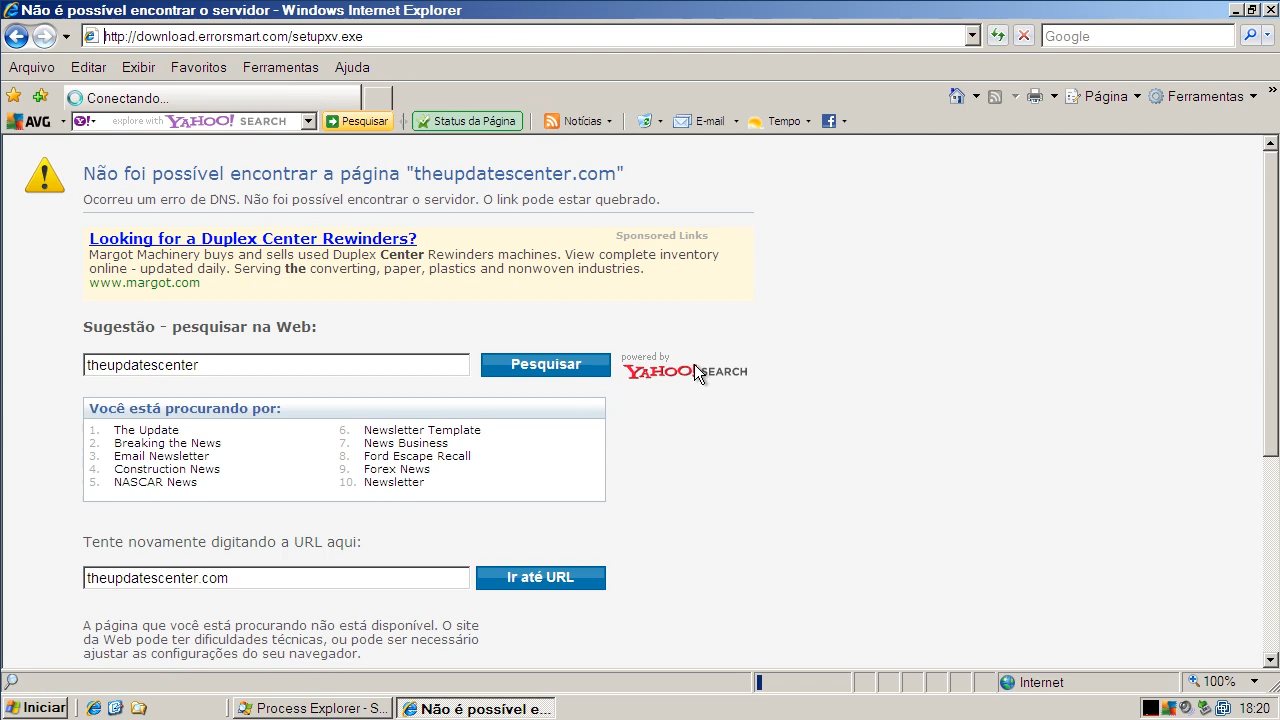 Não é possível encontrar o servidor - Windows Internet Explorer
http://download.errorsmart.com/setupxv.exe
Google
Arquivo Editar Exibir Favoritos Ferramentas Ajuda
Conectando...
Página Ferramentas »
AVG Y! explore with YAHOO! SEARCH Pesquisar Status da Página Notícias E-mail Tempo
Não foi possível encontrar a página "theupdatescenter.com"
Ocorreu um erro de DNS. Não foi possível encontrar o servidor. O link pode estar quebrado.
Looking for a Duplex Center Rewinders?
Sponsored Links
Margot Machinery buys and sells used Duplex Center Rewinders machines. View complete inventory
online - updated daily. Serving the converting, paper, plastics and nonwoven industries.
www.margot.com
Sugestão - pesquisar na Web:
theupdatescenter
Pesquisar
powered by
YAHOO! SEARCH
Você está procurando por:
1. The Update
2. Breaking the News
3. Email Newsletter
4. Construction News
5. NASCAR News
6. Newsletter Template
7. News Business
8. Ford Escape Recall
9. Forex News
10. Newsletter
Tente novamente digitando a URL aqui:
theupdatescenter.com
Ir até URL
A página que você está procurando não está disponível. O site
da Web pode ter dificuldades técnicas, ou pode ser necessário
ajustar as configurações do seu navegador.
Internet
100%
Iniciar
Process Explorer - S...
Não é possível e...
18:20